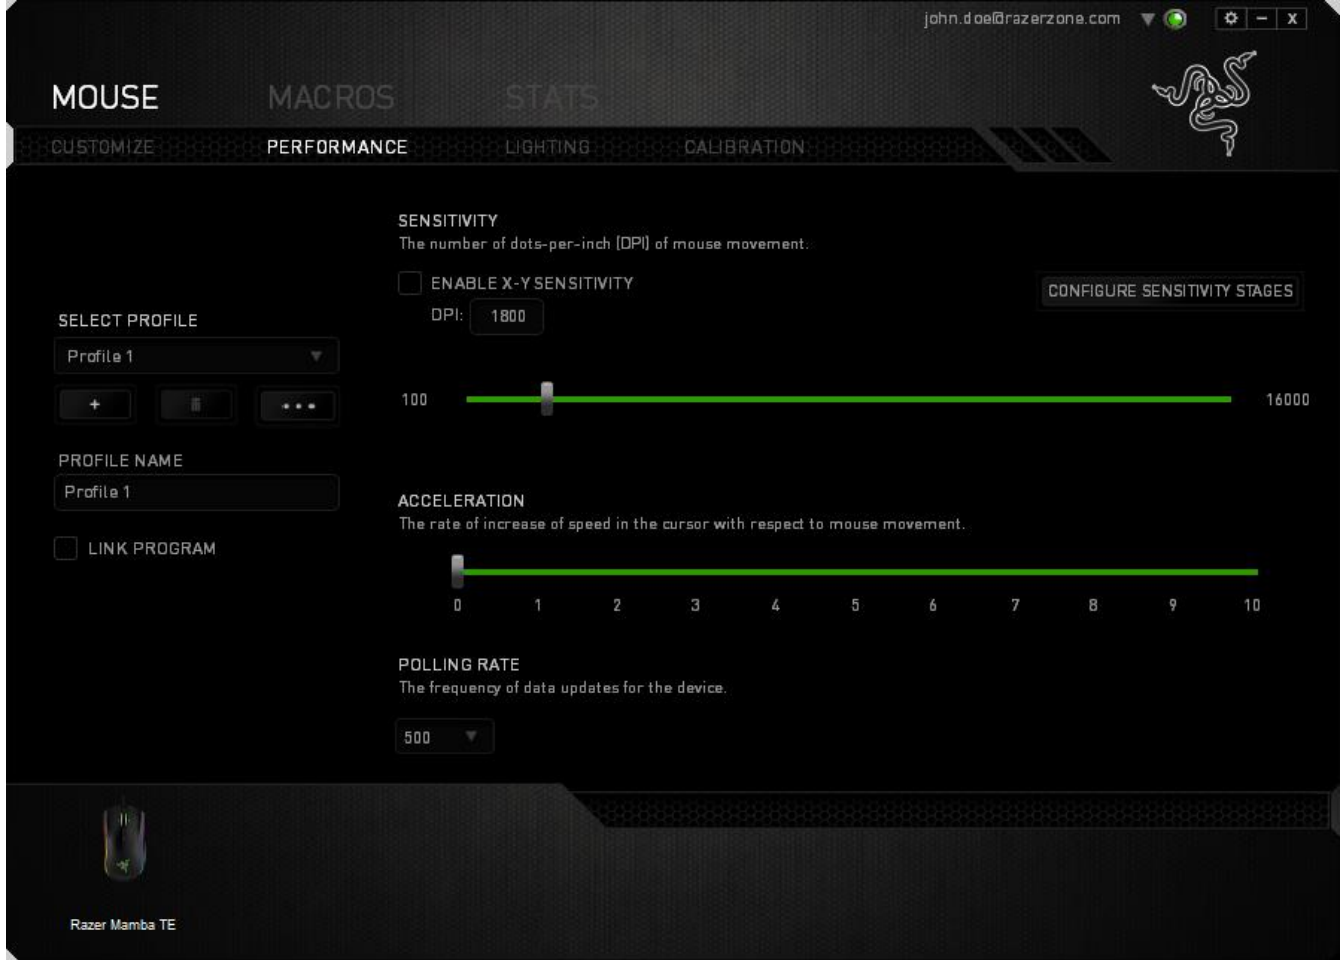 john.doe@razerzone.com
X
MOUSE MACROS STATS
CUSTOMIZE PERFORMANCE LIGHTING CALIBRATION
SELECT PROFILE
Profile 1
PROFILE NAME
Profile 1
LINK PROGRAM
SENSITIVITY
The number of dots-per-inch (DPI) of mouse movement.
ENABLE X-Y SENSITIVITY
DPI: 1800
CONFIGURE SENSITIVITY STAGES
100 16000
ACCELERATION
The rate of increase of speed in the cursor with respect to mouse movement.
0 1 2 3 4 5 6 7 8 9 10
POLLING RATE
The frequency of data updates for the device.
500
Razer Mamba TE